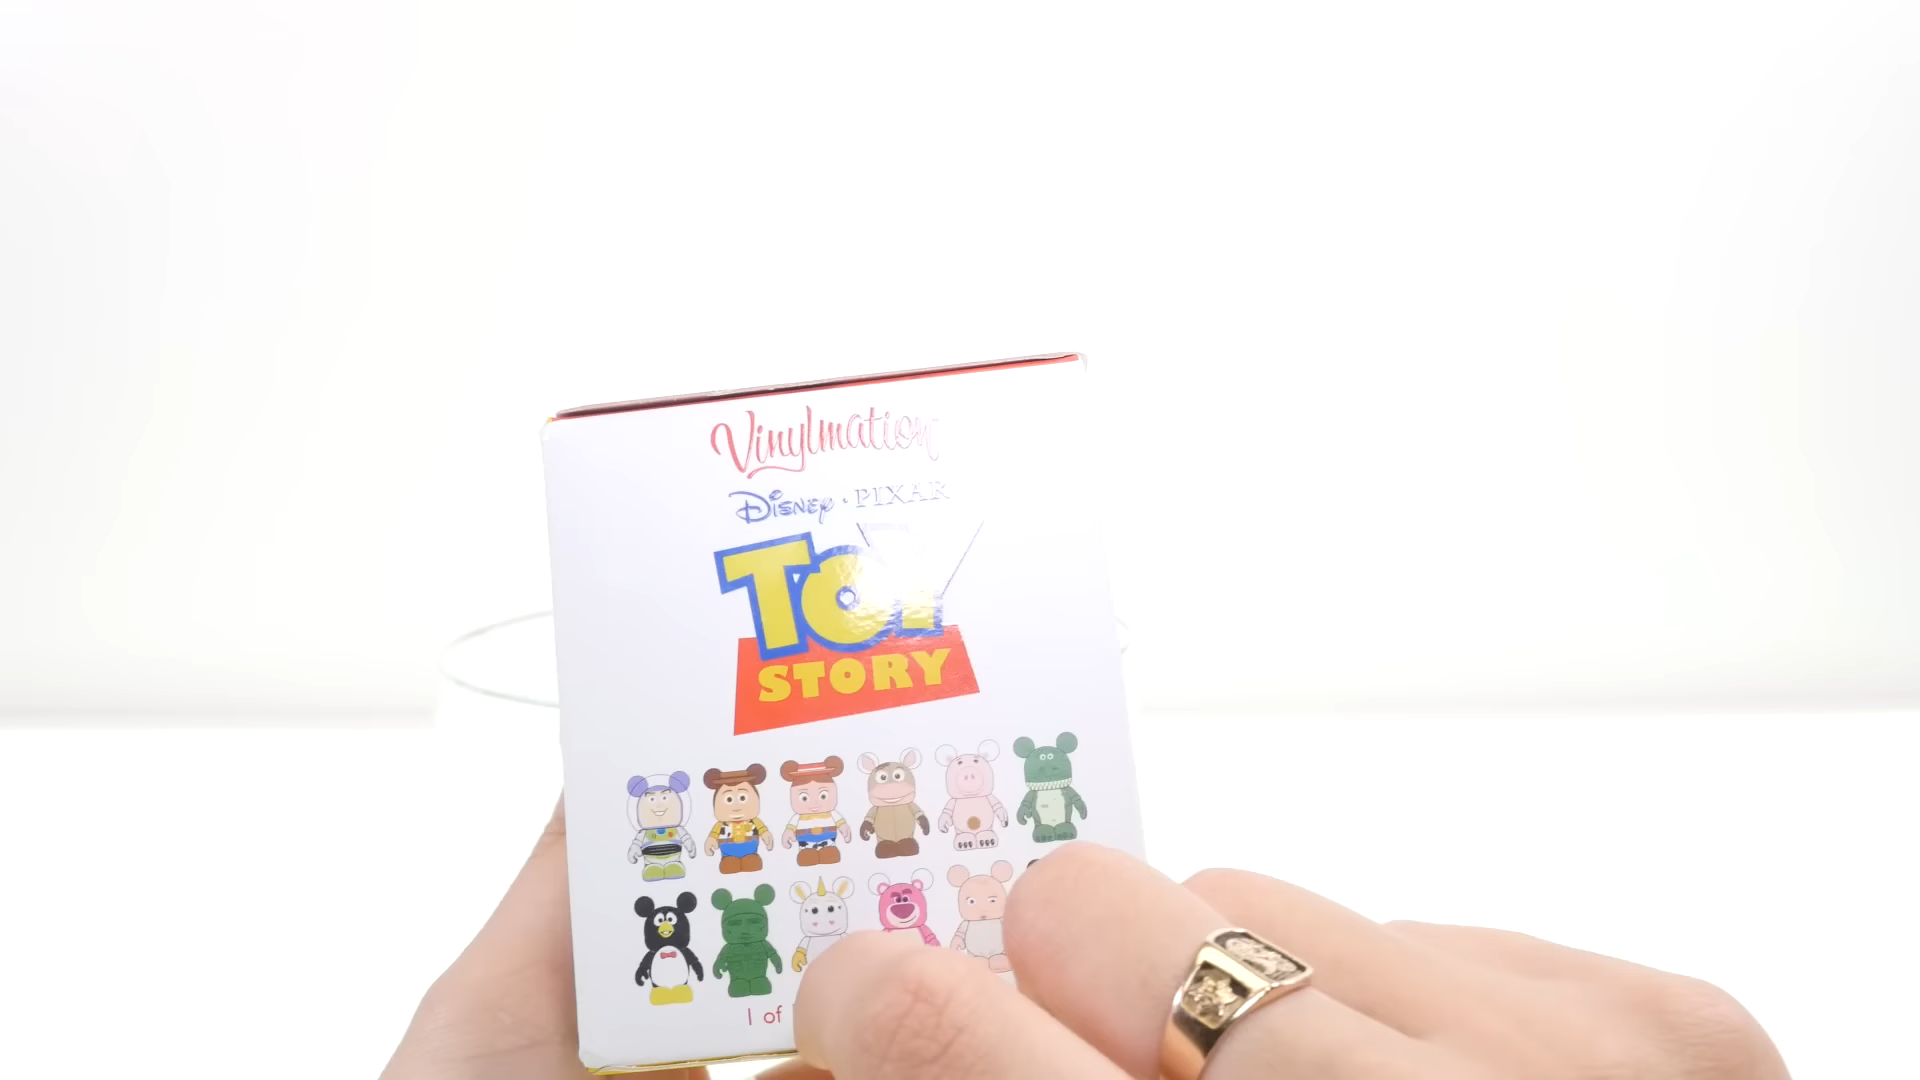 Vinylmation
Disney · PIXAR
TOY
STORY
1 of